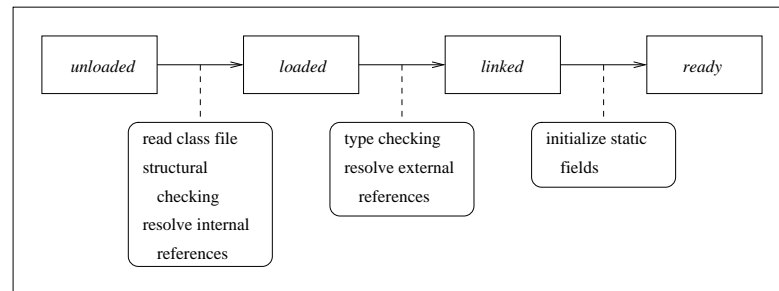 unloaded
loaded
linked
ready
read class file
structural
checking
resolve internal
references
type checking
resolve external
references
initialize static
fields